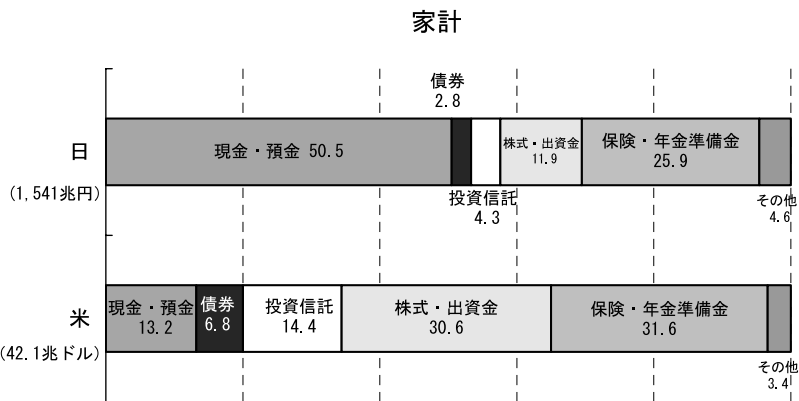 家計
債券
2.8
日
現金・預金 50.5
株式・出資金
11.9
保険・年金準備金
25.9
(1,541兆円)
投資信託
4.3
その他
4.6
米
現金・預金
13.2
債券
6.8
投資信託
14.4
株式・出資金
30.6
保険・年金準備金
31.6
(42.1兆ドル)
その他
3.4